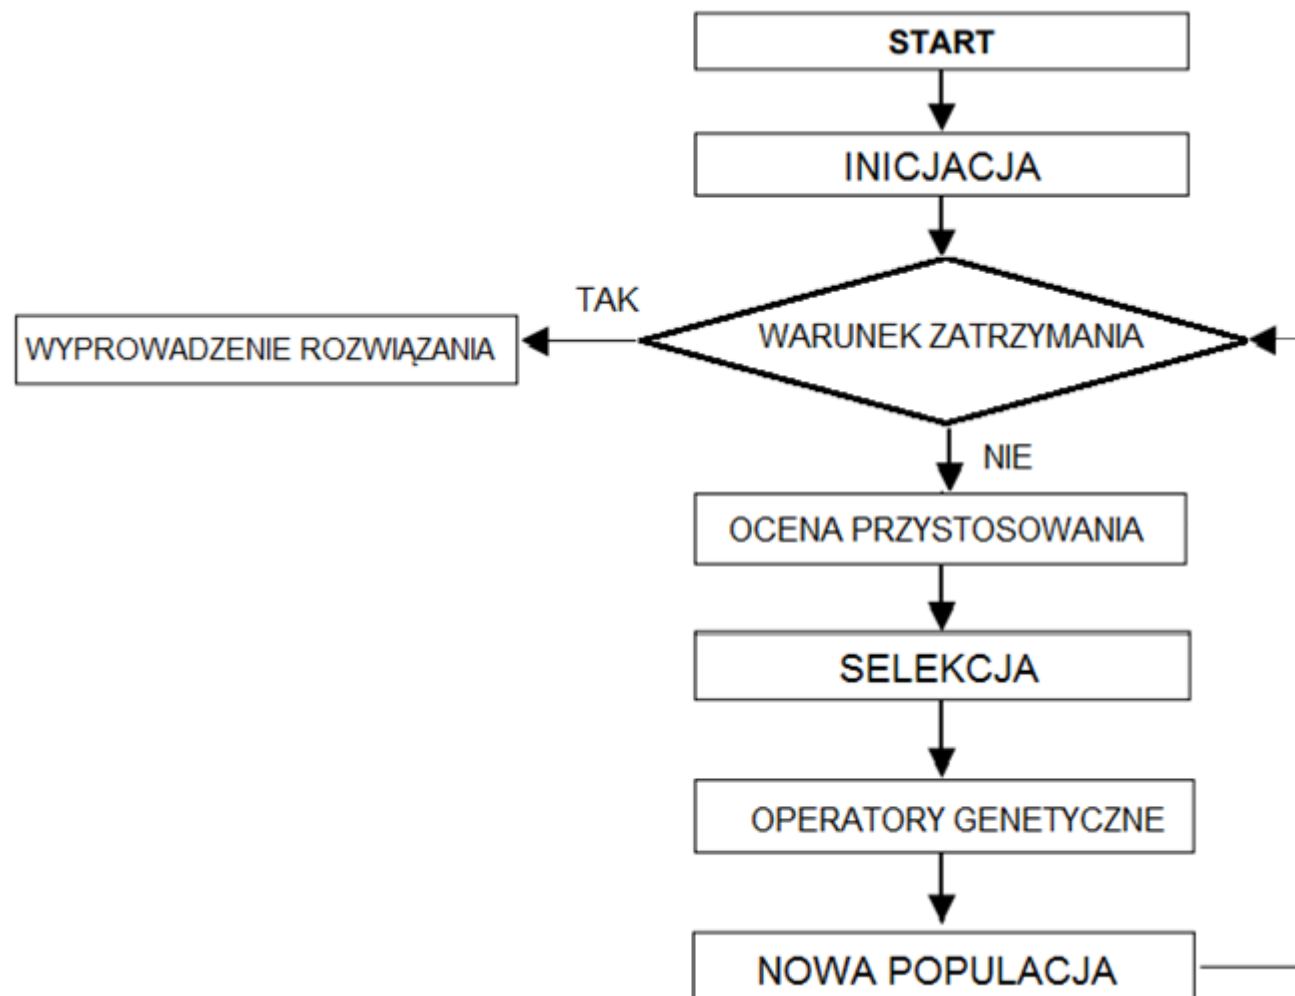 START
INICJACJA
TAK
WARUNEK ZATRZYMANIA
WYPROWADZENIE ROZWIĄZANIA
NIE
OCENA PRZYSTOSOWANIA
SELEKCJA
OPERATORY GENETYCZNE
NOWA POPULACJA